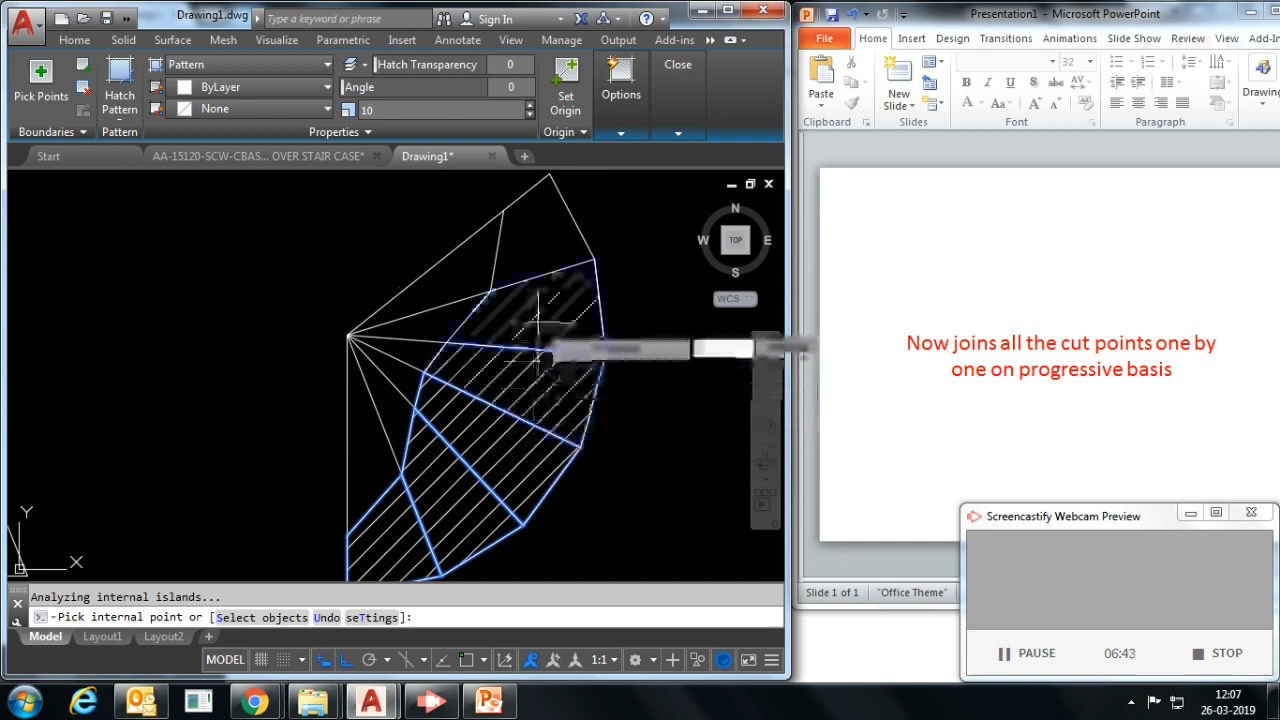 Drawing1.dwg
Type a keyword or phrase
Sign In
Home Solid Surface Mesh Visualize Parametric Insert Annotate View Manage Output Add-ins
Pick Points
Hatch
Pattern
Pattern
ByLayer
None
Hatch Transparency 0
Angle 0
10
Set
Origin
Options
Close
Boundaries Pattern Properties Origin
Start AA-15120-SCW-CBAS... OVER STAIR CASE* Drawing1*
N
W TOP E
S
WCS
Y
X
Analyzing internal islands...
Pick internal point or [Select objects Undo seTtings]:
Model Layout1 Layout2 +
MODEL 1:1
Presentation1 - Microsoft PowerPoint
File Home Insert Design Transitions Animations Slide Show Review View Add-In
Paste
New
Slide
32
B I U S abc AV
A Aa A A
Drawing
Clipboard Slides Font Paragraph
Now joins all the cut points one by
one on progressive basis
Screencastify Webcam Preview
PAUSE 06:43 STOP
Slide 1 of 1 "Office Theme"
12:07
26-03-2019